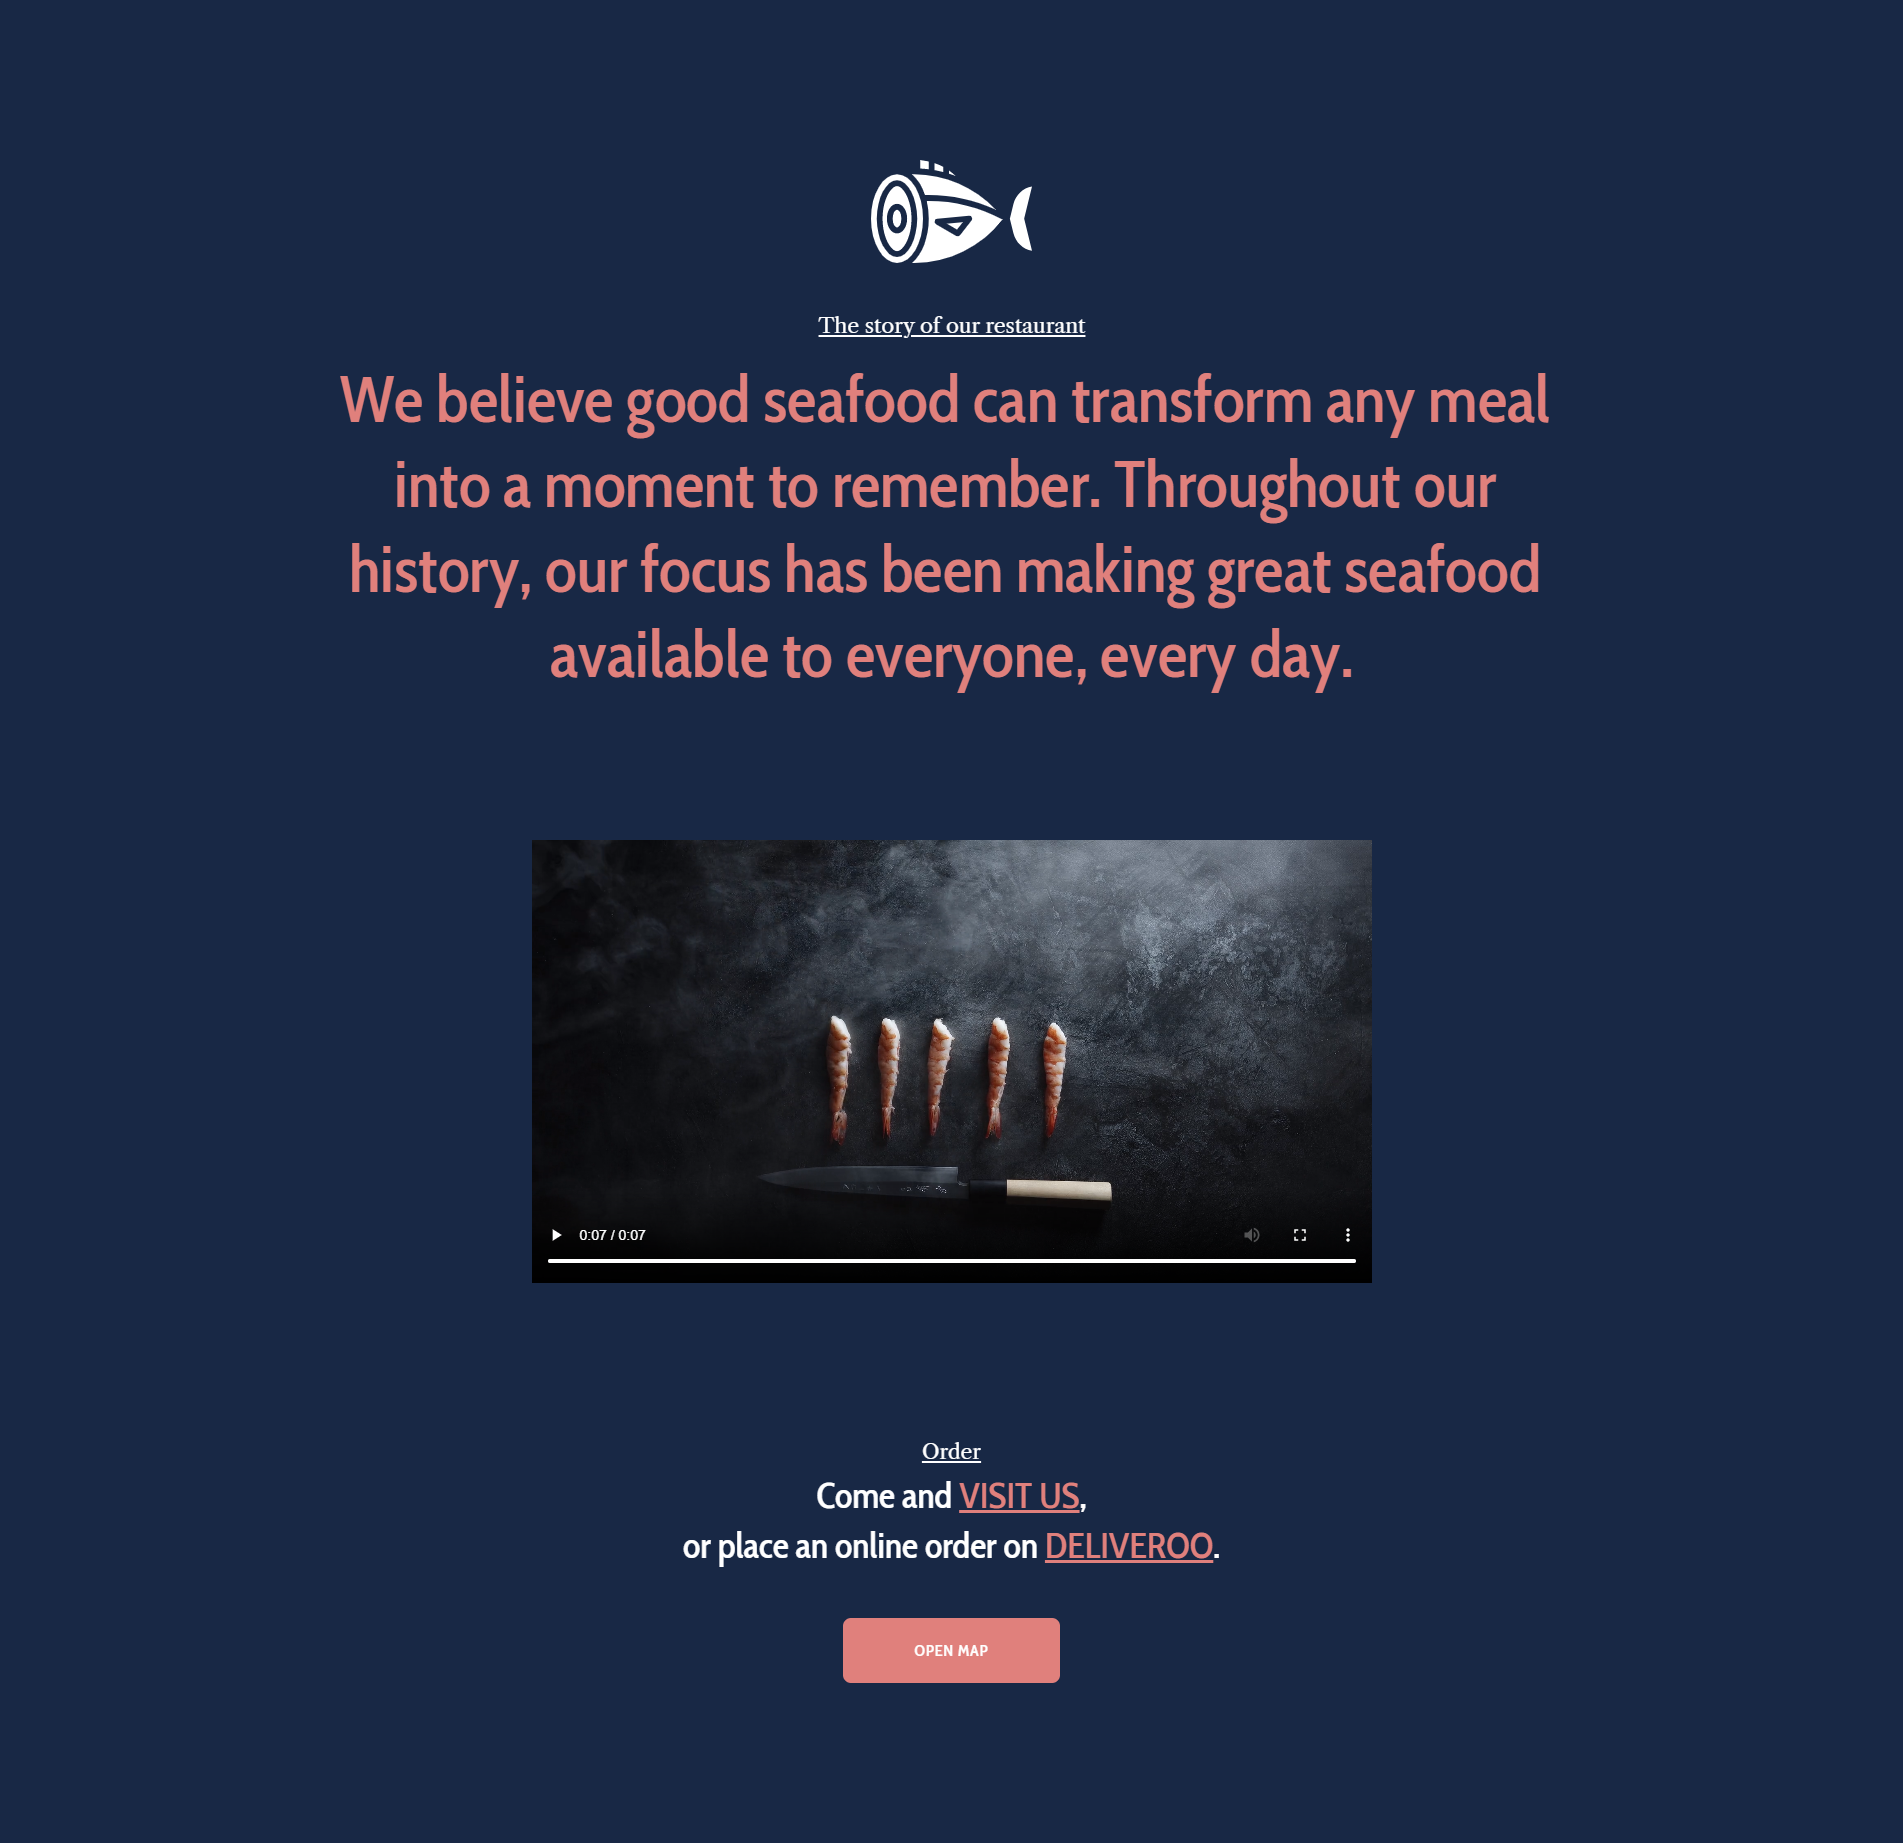 The story of our restaurant
We believe good seafood can transform any meal
into a moment to remember. Throughout our
history, our focus has been making great seafood
available to everyone, every day.
0:07 / 0:07
Order
Come and VISIT US,
or place an online order on DELIVEROO.
OPEN MAP